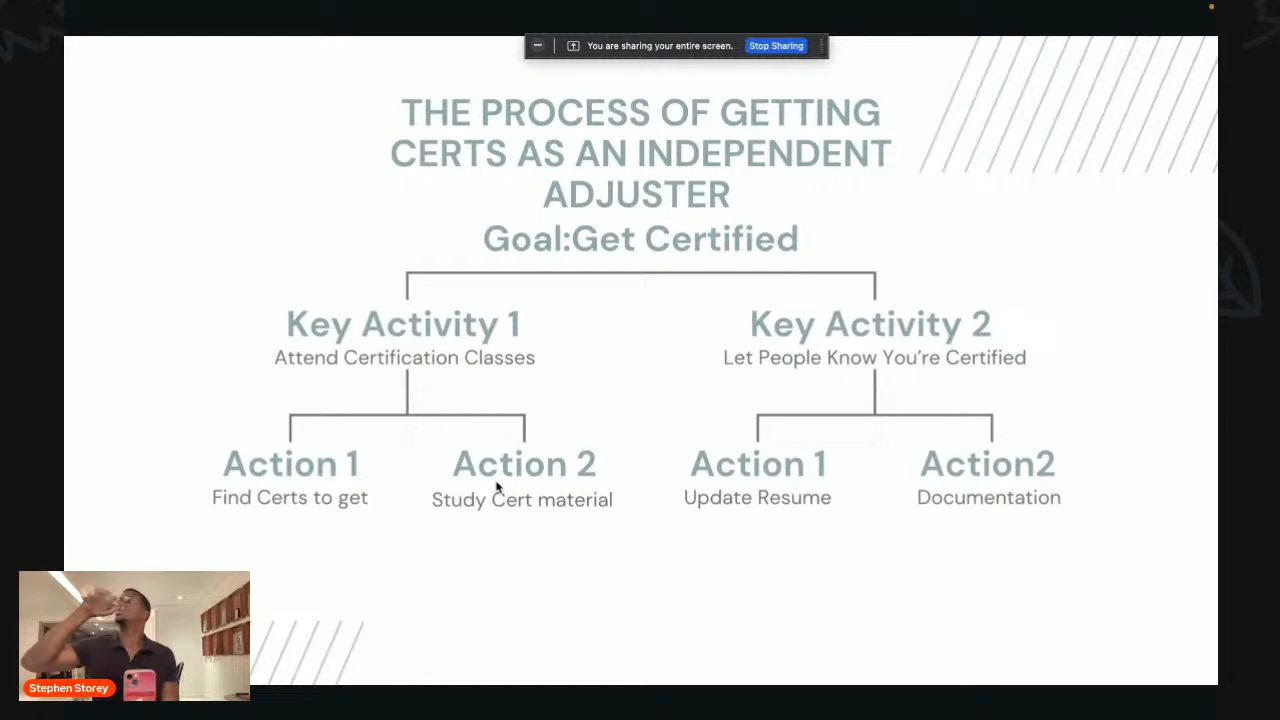 You are sharing your entire screen. Stop Sharing
THE PROCESS OF GETTING
CERTS AS AN INDEPENDENT
ADJUSTER
Goal:Get Certified
Key Activity 1 Key Activity 2
Attend Certification Classes Let People Know You're Certified
Action 1 Action 2 Action 1 Action2
Find Certs to get Study Cert material Update Resume Documentation
Stephen Storey